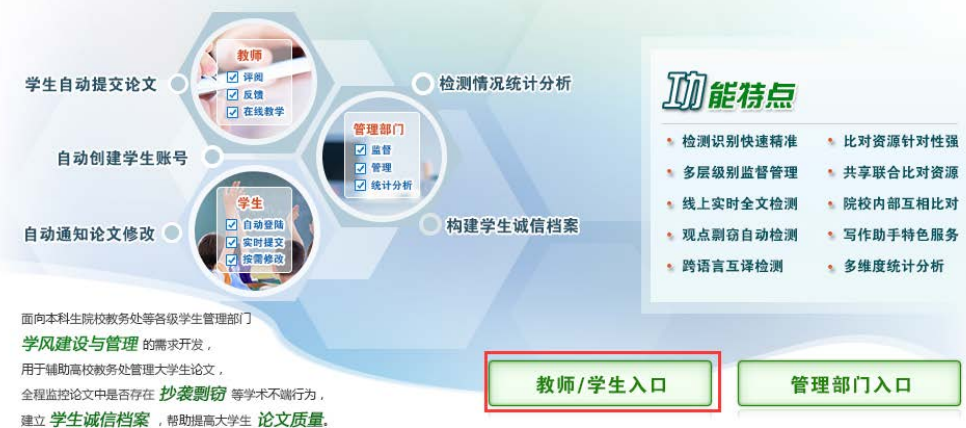 教师
评阅
反馈
在线教学
学生自动提交论文
检测情况统计分析
管理部门
监督
管理
统计分析
自动创建学生账号
学生
自动登陆
实时提交
按需修改
自动通知论文修改
构建学生诚信档案
功能特点
检测识别快速精准
比对资源针对性强
多层级别监督管理
共享联合比对资源
线上实时全文检测
院校内部互相比对
观点剽窃自动检测
写作助手特色服务
跨语言互译检测
多维度统计分析
面向本科生院校教务处等各级学生管理部门
学风建设与管理 的需求开发，
用于辅助高校教务处管理大学生论文，
全程监控论文中是否存在 抄袭剽窃 等学术不端行为，
建立 学生诚信档案 ，帮助提高大学生 论文质量.
教师/学生入口
管理部门入口